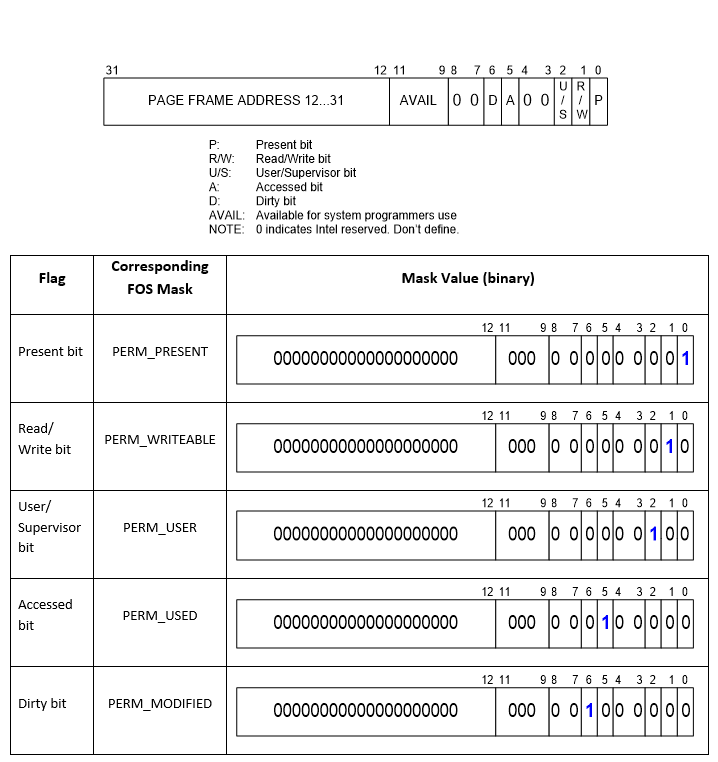 31 12 11 9 8 7 6 5 4 3 2 1 0
PAGE FRAME ADDRESS 12...31 AVAIL 0 0 D A 0 0 U/S R/W P
P: Present bit
R/W: Read/Write bit
U/S: User/Supervisor bit
A: Accessed bit
D: Dirty bit
AVAIL: Available for system programmers use
NOTE: 0 indicates Intel reserved. Don't define.
Flag Corresponding FOS Mask Mask Value (binary)
12 11 9 8 7 6 5 4 3 2 1 0
Present bit PERM_PRESENT 00000000000000000000 000 0 0 0 0 0 0 0 0 1
12 11 9 8 7 6 5 4 3 2 1 0
Read/
Write bit PERM_WRITEABLE 00000000000000000000 000 0 0 0 0 0 0 0 1 0
12 11 9 8 7 6 5 4 3 2 1 0
User/
Supervisor
bit PERM_USER 00000000000000000000 000 0 0 0 0 0 0 1 0 0
12 11 9 8 7 6 5 4 3 2 1 0
Accessed
bit PERM_USED 00000000000000000000 000 0 0 0 1 0 0 0 0 0
12 11 9 8 7 6 5 4 3 2 1 0
Dirty bit PERM_MODIFIED 00000000000000000000 000 0 0 1 0 0 0 0 0 0